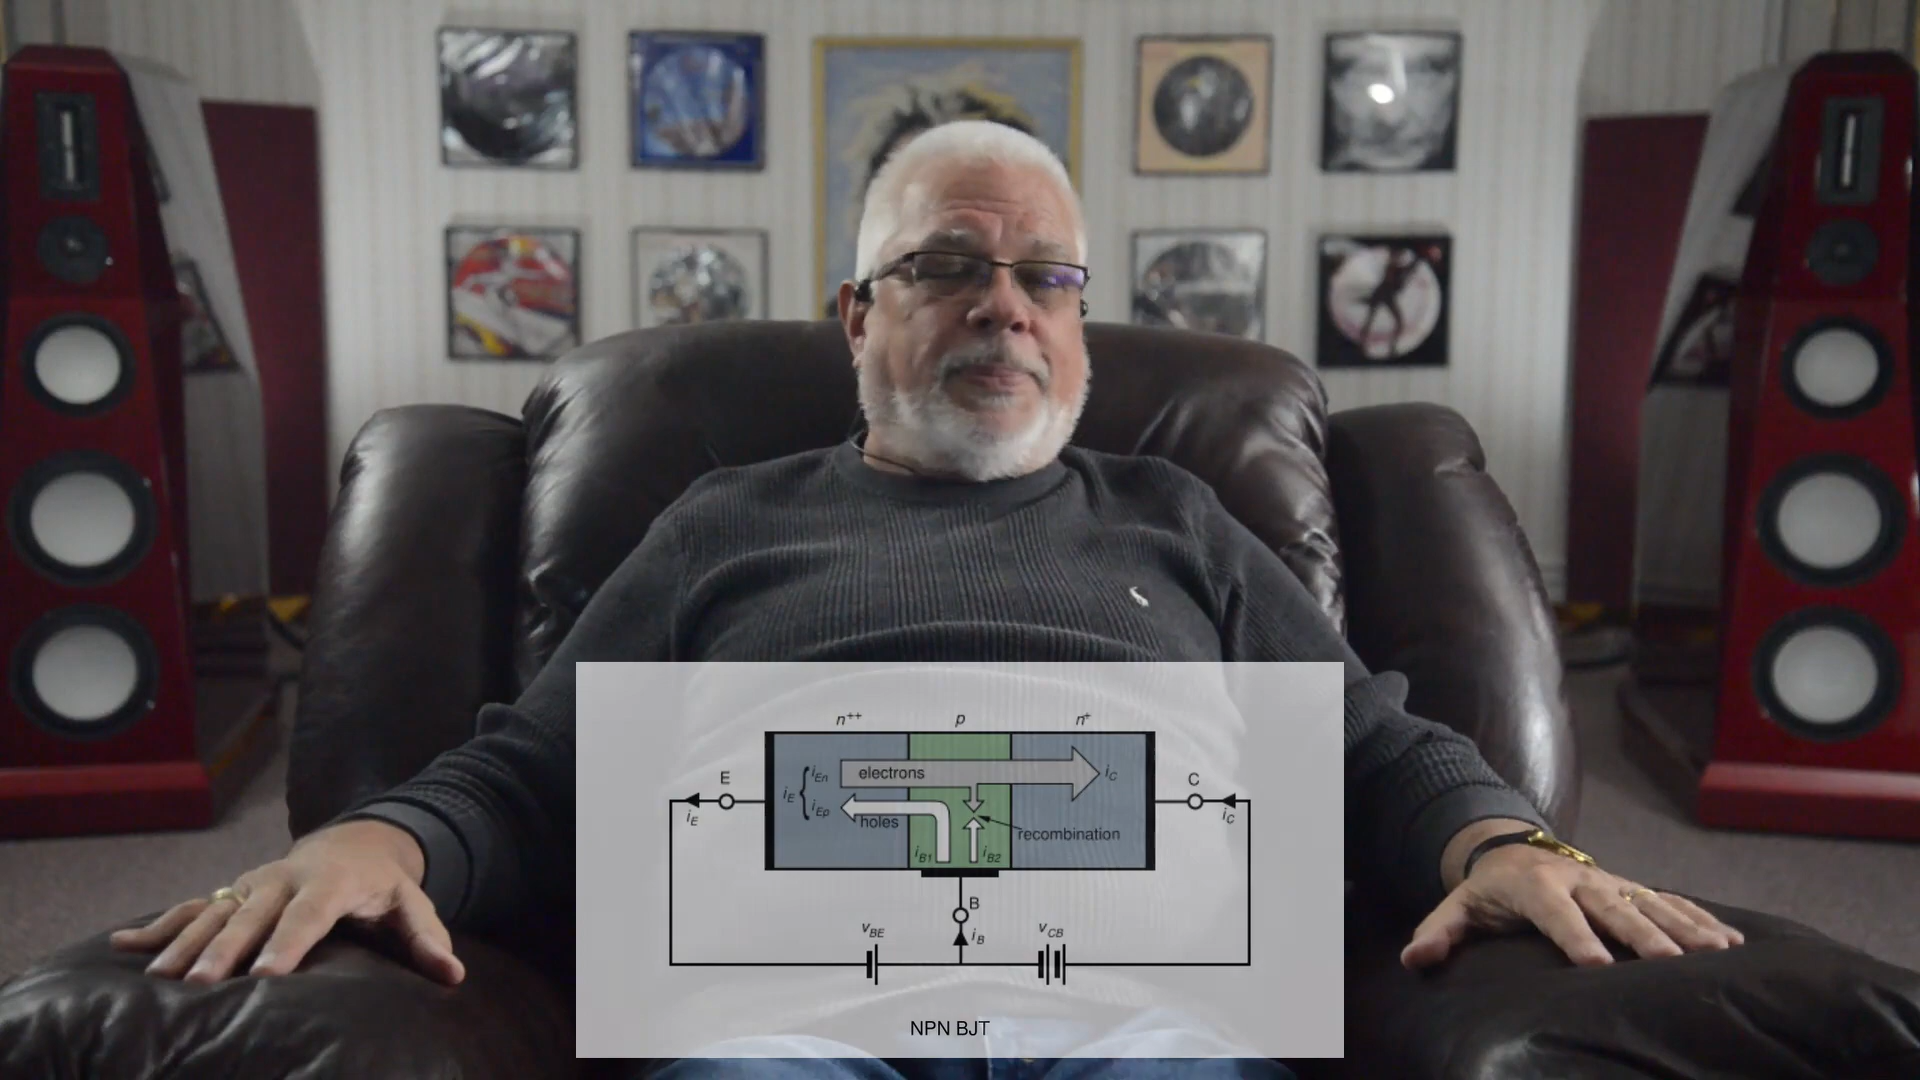 n++ p n+
E iE { iEn electrons iC C
iEp holes
iE recombination iC
iB1 iB2
B
vBE iB vCB
NPN BJT